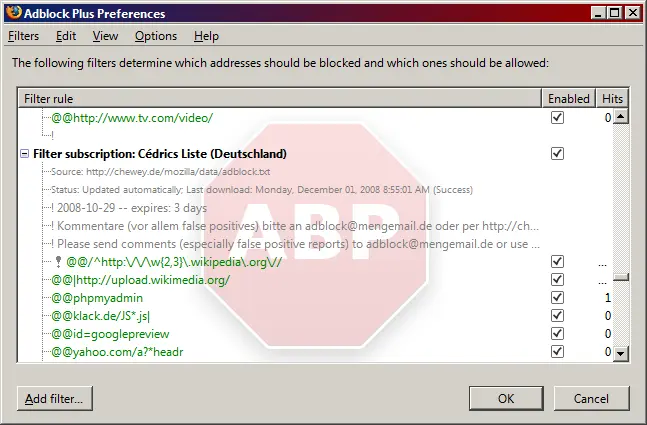 Adblock Plus Preferences
Filters Edit View Options Help
The following filters determine which addresses should be blocked and which ones should be allowed:
Filter rule Enabled Hits
@@http://www.tv.com/video/ 0
!
Filter subscription: Cédrics Liste (Deutschland)
Source: http://chewey.de/mozilla/data/adblock.txt
Status: Updated automatically; Last download: Monday, December 01, 2008 8:55:01 AM (Success)
! 2008-10-29 -- expires: 3 days
! Kommentare (vor allem false positives) bitte an adblock@mengemail.de oder per http://ch...
! Please send comments (especially false positive reports) to adblock@mengemail.de or use ...
@@/^http:\/\/\w{2,3}\.wikipedia\.org\// ...
@@|http://upload.wikimedia.org/ ...
@@phpmyadmin 1
@@klack.de/JS*.js| 0
@@id=googlepreview 0
@@yahoo.com/a?*headr 0
ABP
Add filter... OK Cancel